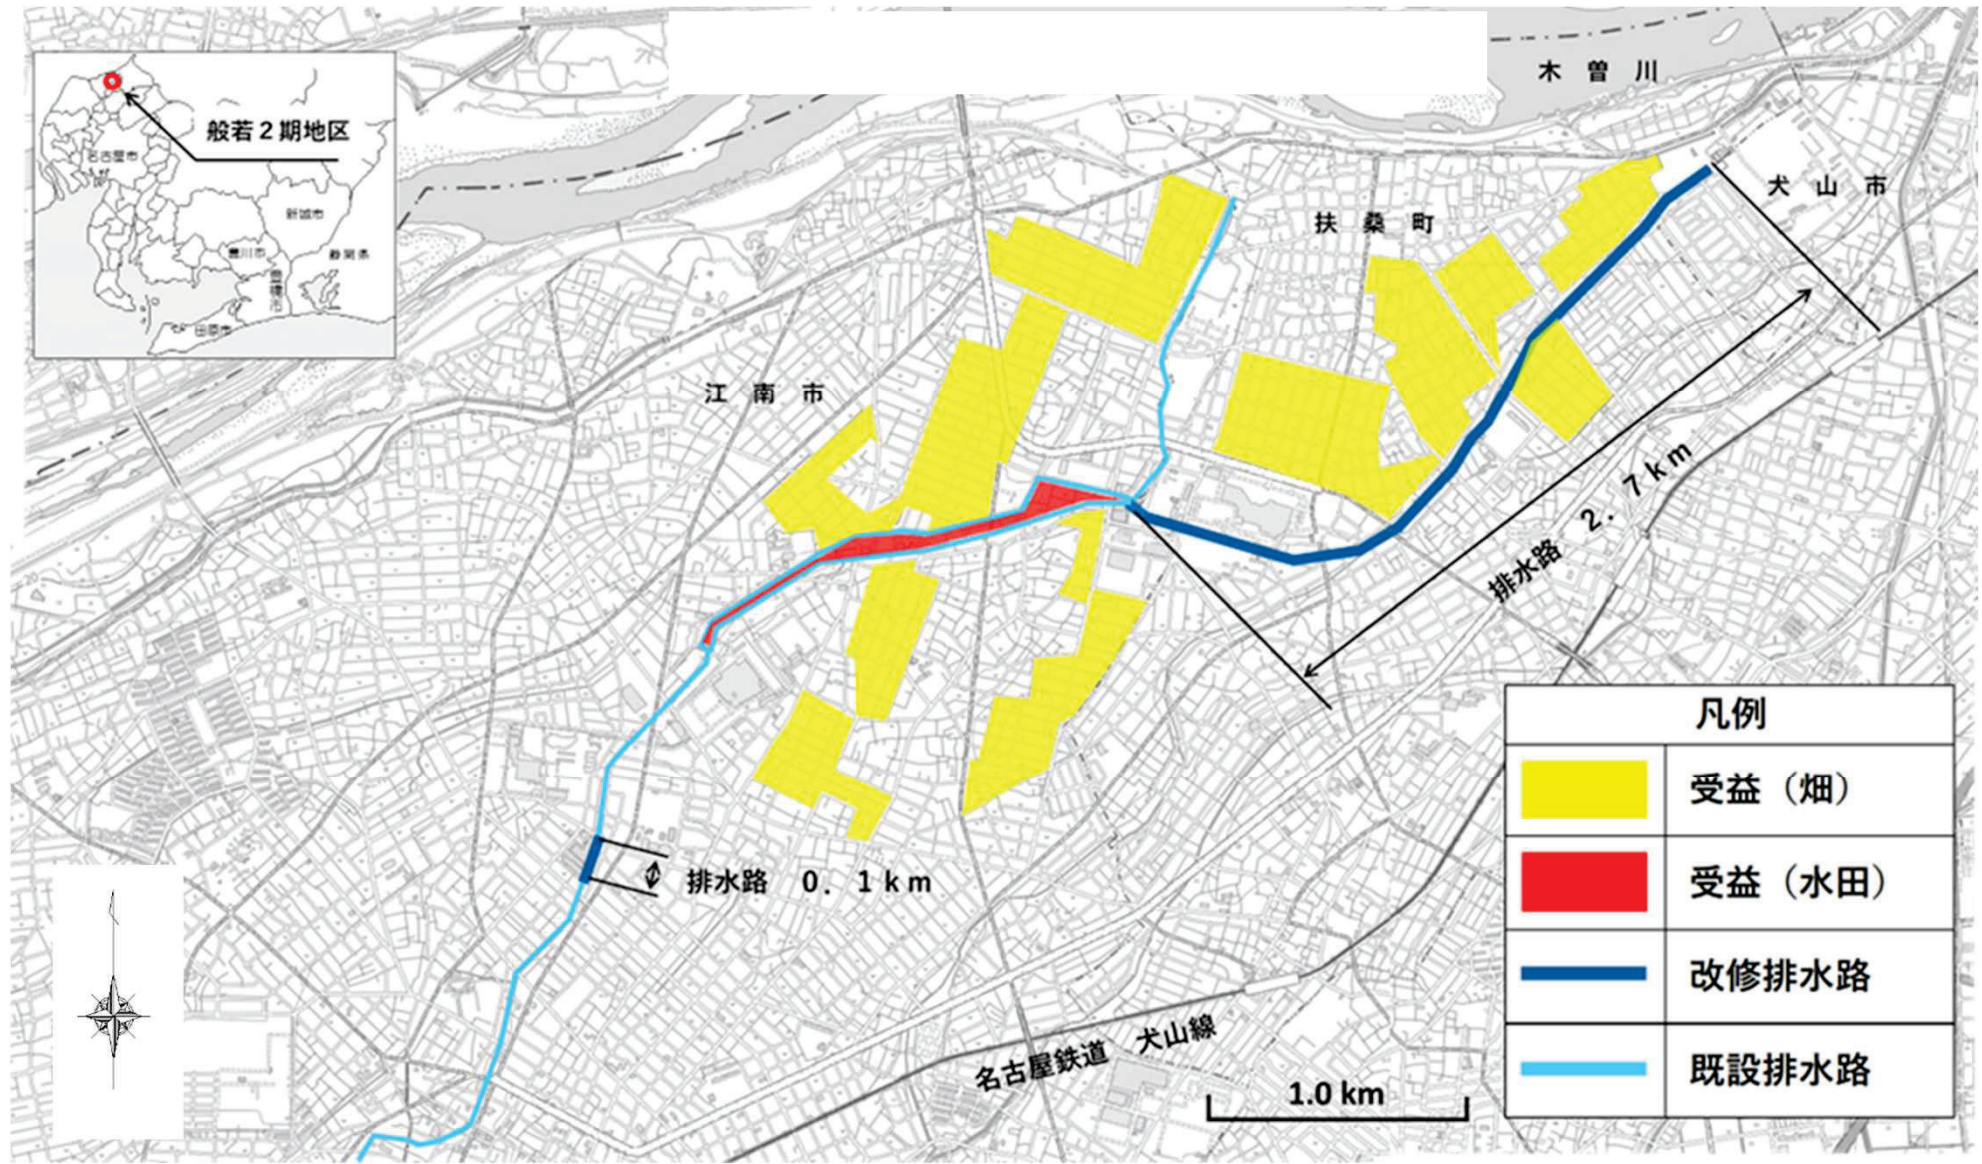 木曽川
般若2期地区
名古屋市
犬山市
新城市
扶桑町
豊川市
静岡県
豊橋市
田原市
江南市
排水路 2.7km
排水路 0.1km
名古屋鉄道 犬山線
1.0 km
凡例
受益（畑）
受益（水田）
改修排水路
既設排水路